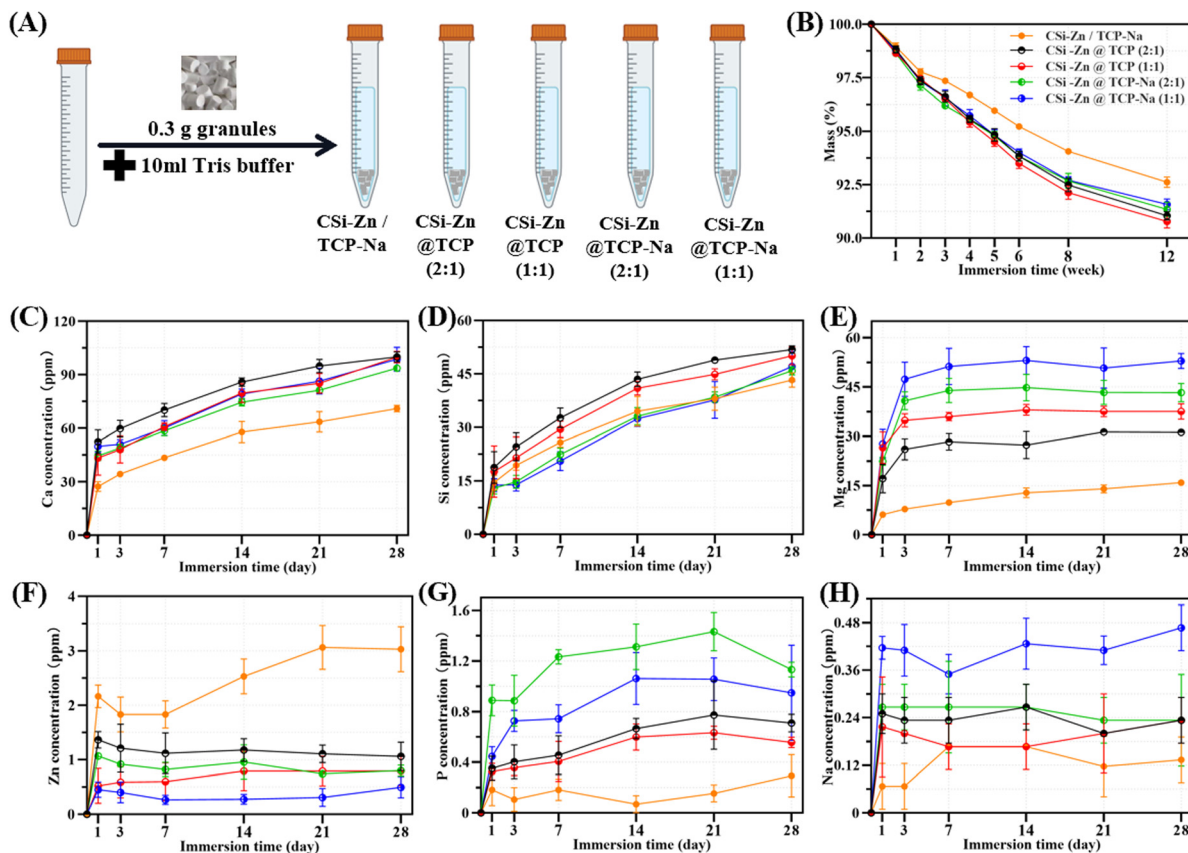 (A)
0.3 g granules
10ml Tris buffer
CSi-Zn /
TCP-Na
CSi-Zn
@TCP
(2:1)
CSi-Zn
@TCP
(1:1)
CSi-Zn
@TCP-Na
(2:1)
CSi-Zn
@TCP-Na
(1:1)
(B)
Mass (%)
100.0
97.5
95.0
92.5
90.0
CSi-Zn / TCP-Na
CSi-Zn @ TCP (2:1)
CSi-Zn @ TCP (1:1)
CSi-Zn @ TCP-Na (2:1)
CSi-Zn @ TCP-Na (1:1)
1 2 3 4 5 6 8 12
Immersion time (week)
(C)
Ca concentration (ppm)
120
90
60
30
0
1 3 7 14 21 28
Immersion time (day)
(D)
Si concentration (ppm)
60
45
30
15
0
1 3 7 14 21 28
Immersion time (day)
(E)
Mg concentration (ppm)
60
45
30
15
0
1 3 7 14 21 28
Immersion time (day)
(F)
Zn concentration (ppm)
4
3
2
1
0
1 3 7 14 21 28
Immersion time (day)
(G)
P concentration (ppm)
1.6
1.2
0.8
0.4
0
1 3 7 14 21 28
Immersion time (day)
(H)
Na concentration (ppm)
0.48
0.36
0.24
0.12
0
1 3 7 14 21 28
Immersion time (day)